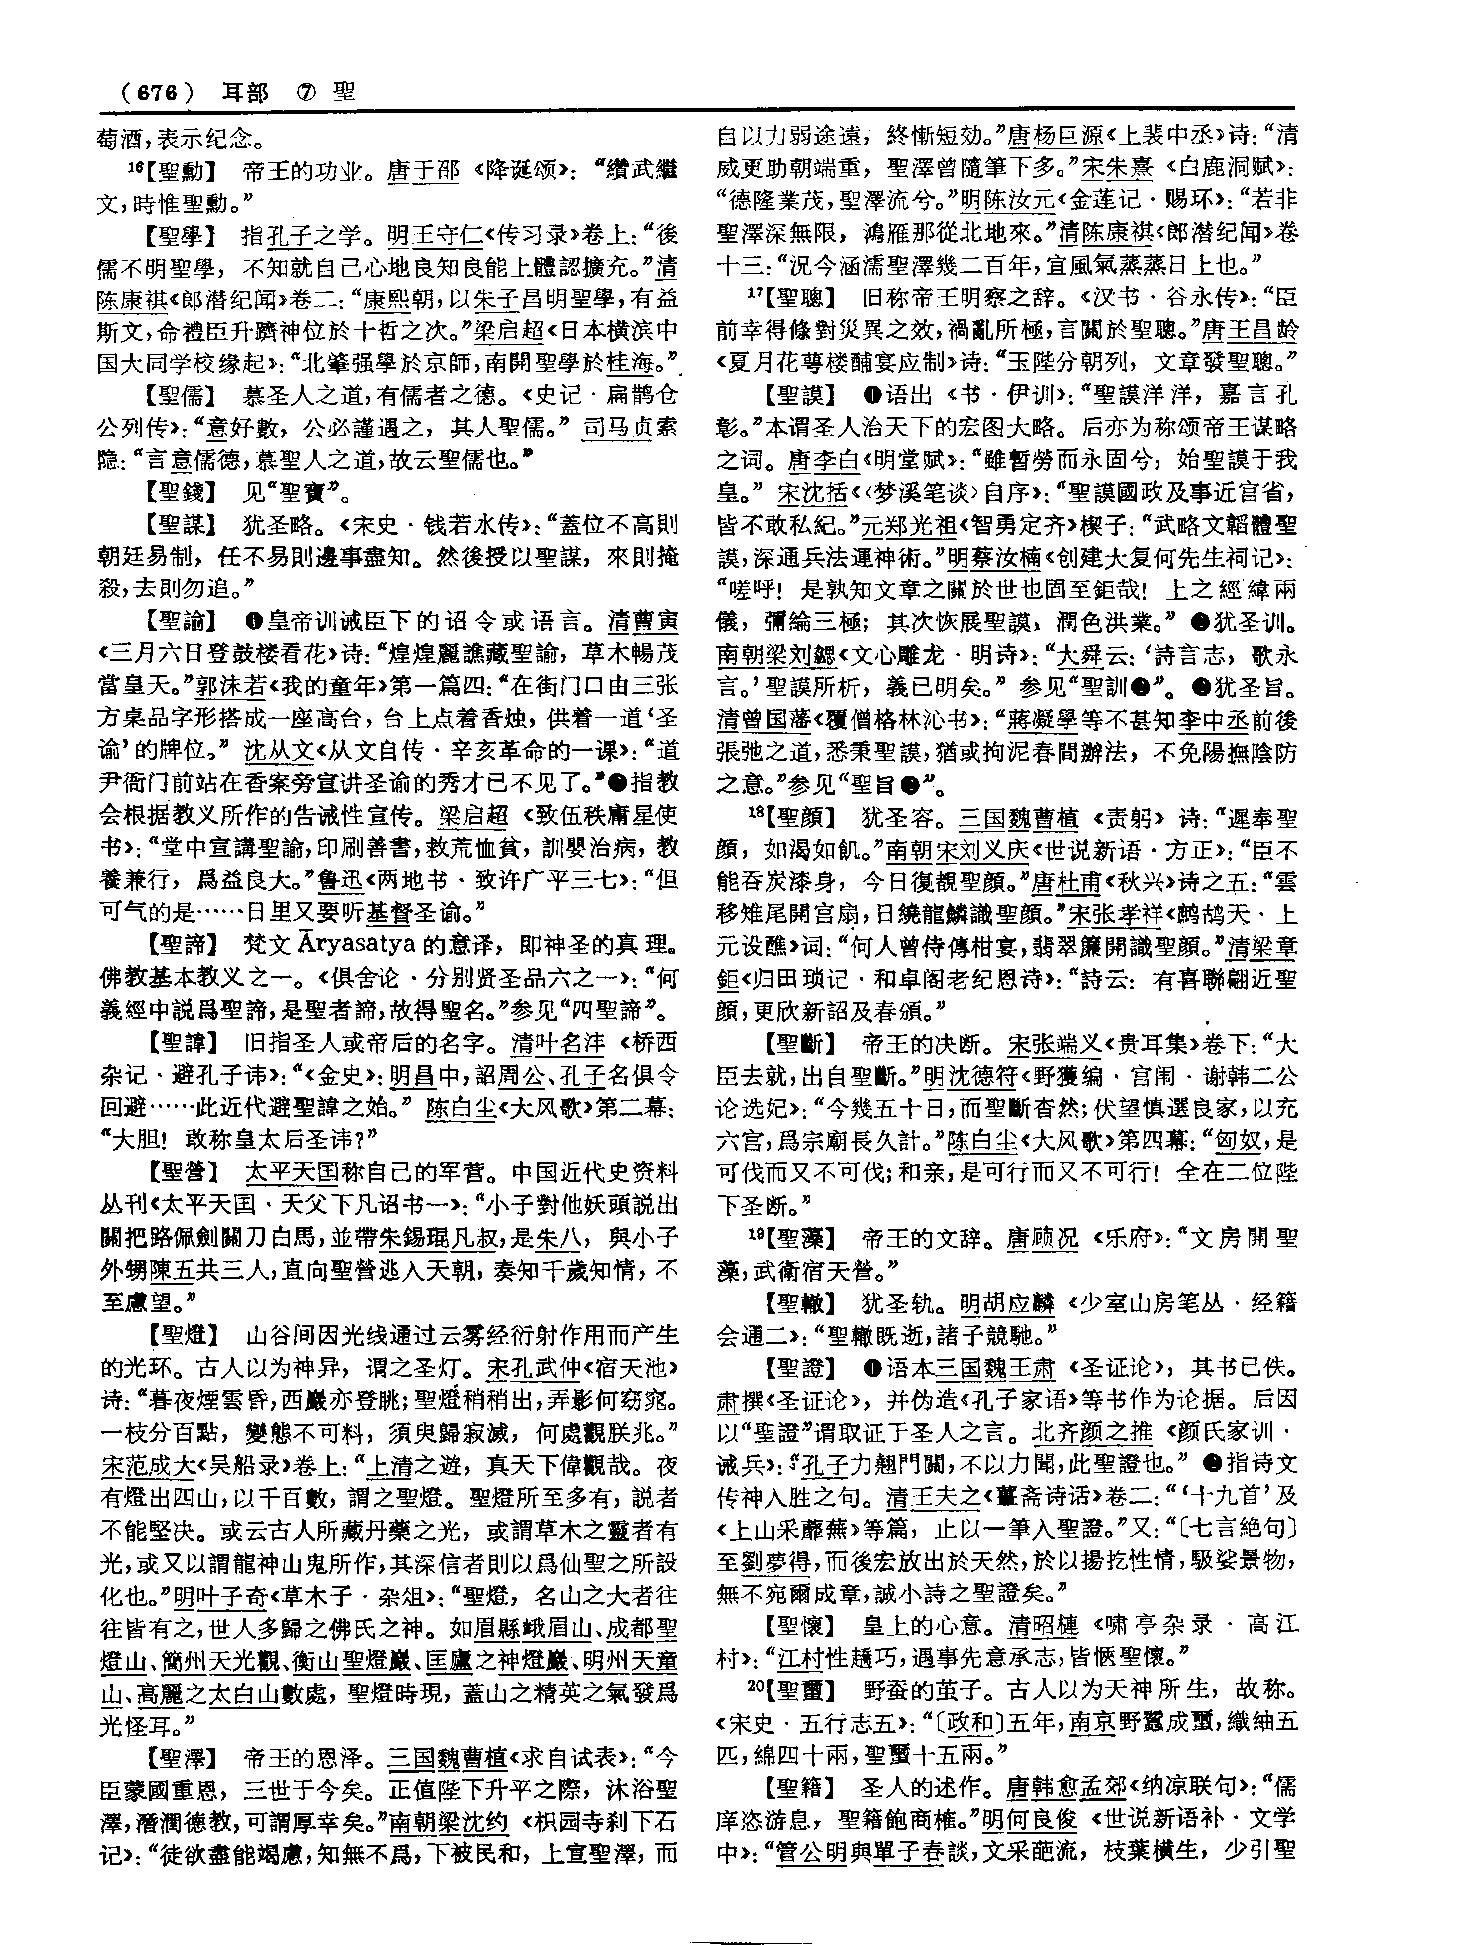 （676） 耳部 ⑦ 聖
萄酒，表示纪念。
16【聖勳】 帝王的功业。唐于邵《降诞颂》：“纘武繼
文，時惟聖勳。”
【聖學】 指孔子之学。明王守仁《传习录》卷上：“後
儒不明聖學，不知就自己心地良知良能上體認擴充。”清
陈康祺《郎潜纪闻》卷二：“康熙朝，以朱子昌明聖學，有益
斯文，命禮臣升躋神位於十哲之次。”梁启超《日本横滨中
国大同学校缘起》：“北肇强學於京師，南開聖學於桂海。”
【聖儒】 慕圣人之道，有儒者之德。《史记·扁鹊仓
公列传》：“意好數，公必謹遇之，其人聖儒。”司马贞索
隐：“言意儒德，慕聖人之道，故云聖儒也。”
【聖錢】 见“聖寶”。
【聖謀】 犹圣略。《宋史·钱若水传》：“蓋位不高則
朝廷易制，任不易則邊事盡知。然後授以聖謀，來則掩
殺，去則勿追。”
【聖諭】 ❶皇帝训诫臣下的诏令或语言。清曹寅
《三月六日登鼓楼看花》诗：“煌煌麗譙藏聖諭，草木暢茂
當皇天。”郭沫若《我的童年》第一篇四：“在衙门口由三张
方桌品字形搭成一座高台，台上点着香烛，供着一道‘圣
谕’的牌位。”沈从文《从文自传·辛亥革命的一课》：“道
尹衙门前站在香案旁宣讲圣谕的秀才已不见了。”❷指教
会根据教义所作的告诫性宣传。梁启超《致伍秩庸星使
书》：“堂中宣講聖諭，印刷善書，救荒恤貧，訓嬰治病，教
養兼行，爲益良大。”鲁迅《两地书·致许广平三七》：“但
可气的是……日里又要听基督圣谕。”
【聖諦】 梵文Āryasatya的意译，即神圣的真理。
佛教基本教义之一。《俱舍论·分别贤圣品六之一》：“何
義經中説爲聖諦，是聖者諦，故得聖名。”参见“四聖諦”。
【聖諱】 旧指圣人或帝后的名字。清叶名沣《桥西
杂记·避孔子讳》：“《金史》：明昌中，詔周公、孔子名俱令
回避……此近代避聖諱之始。”陈白尘《大风歌》第二幕：
“大胆！敢称皇太后圣讳？”
【聖營】 太平天国称自己的军营。中国近代史资料
丛刊《太平天国·天父下凡诏书一》：“小子對他妖頭説出
關把路佩劍關刀白馬，並帶朱錫琨凡叔，是朱八，與小子
外甥陳五共三人，直向聖營逃入天朝，奏知千歲知情，不
至慮望。”
【聖燈】 山谷间因光线通过云雾经衍射作用而产生
的光环。古人以为神异，谓之圣灯。宋孔武仲《宿天池》
诗：“暮夜煙雲昏，西巖亦登眺；聖燈稍稍出，弄影何窈窕。
一枝分百點，變態不可料，須臾歸寂滅，何處觀朕兆。”
宋范成大《吴船录》卷上：“上清之遊，真天下偉觀哉。夜
有燈出四山，以千百數，謂之聖燈。聖燈所至多有，説者
不能堅决。或云古人所藏丹藥之光，或謂草木之靈者有
光，或又以謂龍神山鬼所作，其深信者則以爲仙聖之所設
化也。”明叶子奇《草木子·杂俎》：“聖燈，名山之大者往
往皆有之，世人多歸之佛氏之神。如眉縣峨眉山、成都聖
燈山、簡州天光觀、衡山聖燈巖、匡廬之神燈巖、明州天童
山、高麗之太白山數處，聖燈時現，蓋山之精英之氣發爲
光怪耳。”
【聖澤】 帝王的恩泽。三国魏曹植《求自试表》：“今
臣蒙國重恩，三世于今矣。正值陛下升平之際，沐浴聖
澤，潛潤德教，可謂厚幸矣。”南朝梁沈约《枳园寺刹下石
记》：“徒欲盡能竭慮，知無不爲，下被民和，上宣聖澤，而
自以力弱途遠，終慚短効。”唐杨巨源《上裴中丞》诗：“清
威更助朝端重，聖澤曾隨筆下多。”宋朱熹《白鹿洞赋》：
“德隆業茂，聖澤流兮。”明陈汝元《金莲记·赐环》：“若非
聖澤深無限，鴻雁那從北地來。”清陈康祺《郎潜纪闻》卷
十三：“況今涵濡聖澤幾二百年，宜風氣蒸蒸日上也。”
17【聖聰】 旧称帝王明察之辞。《汉书·谷永传》：“臣
前幸得條對災異之效，禍亂所極，言關於聖聰。”唐王昌龄
《夏月花萼楼酺宴应制》诗：“玉陛分朝列，文章發聖聰。”
【聖謨】 ❶语出《书·伊训》：“聖謨洋洋，嘉言孔
彰。”本谓圣人治天下的宏图大略。后亦为称颂帝王谋略
之词。唐李白《明堂赋》：“雖暫勞而永固兮，始聖謨于我
皇。”宋沈括《〈梦溪笔谈〉自序》：“聖謨國政及事近宫省，
皆不敢私紀。”元郑光祖《智勇定齐》楔子：“武略文韜體聖
謨，深通兵法運神術。”明蔡汝楠《创建大复何先生祠记》：
“嗟呼！是孰知文章之關於世也固至鉅哉！上之經緯兩
儀，彌綸三極；其次恢展聖謨，潤色洪業。”❷犹圣训。
南朝梁刘勰《文心雕龙·明诗》：“大舜云：‘詩言志，歌永
言。’聖謨所析，義已明矣。”参见“聖訓❷”。❸犹圣旨。
清曾国藩《覆僧格林沁书》：“蔣凝學等不甚知李中丞前後
張弛之道，悉秉聖謨，猶或拘泥春間辦法，不免陽撫陰防
之意。”参见“聖旨❷”。
18【聖顔】 犹圣容。三国魏曹植《责躬》诗：“遲奉聖
顔，如渴如飢。”南朝宋刘义庆《世说新语·方正》：“臣不
能吞炭漆身，今日復覩聖顔。”唐杜甫《秋兴》诗之五：“雲
移雉尾開宫扇，日繞龍鱗識聖顔。”宋张孝祥《鹧鸪天·上
元设醮》词：“何人曾侍傳柑宴，翡翠簾開識聖顔。”清梁章
鉅《归田琐记·和卓阁老纪恩诗》：“詩云：有喜聯翩近聖
顔，更欣新詔及春頒。”
【聖斷】 帝王的决断。宋张端义《贵耳集》卷下：“大
臣去就，出自聖斷。”明沈德符《野獲编·宫闱·谢韩二公
论选妃》：“今幾五十日，而聖斷杳然；伏望慎選良家，以充
六宫，爲宗廟長久計。”陈白尘《大风歌》第四幕：“匈奴，是
可伐而又不可伐；和亲，是可行而又不可行！全在二位陛
下圣断。”
19【聖藻】 帝王的文辞。唐顾况《乐府》：“文房開聖
藻，武衛宿天營。”
【聖轍】 犹圣轨。明胡应麟《少室山房笔丛·经籍
会通二》：“聖轍既逝，諸子競馳。”
【聖證】 ❶语本三国魏王肃《圣证论》，其书已佚。
肃撰《圣证论》，并伪造《孔子家语》等书作为论据。后因
以“聖證”谓取证于圣人之言。北齐颜之推《颜氏家训·
诫兵》：“孔子力翹門關，不以力聞，此聖證也。”❷指诗文
传神入胜之句。清王夫之《薑斋诗话》卷二：“‘十九首’及
《上山采蘼蕪》等篇，止以一筆入聖證。”又：“〔七言絶句〕
至劉夢得，而後宏放出於天然，於以揚扢性情，馺娑景物，
無不宛爾成章，誠小詩之聖證矣。”
【聖懷】 皇上的心意。清昭梿《啸亭杂录·高江
村》：“江村性趫巧，遇事先意承志，皆愜聖懷。”
20【聖蠒】 野蚕的茧子。古人以为天神所生，故称。
《宋史·五行志五》：“〔政和〕五年，南京野蠶成蠒，織紬五
匹，綿四十兩，聖蠒十五兩。”
【聖籍】 圣人的述作。唐韩愈孟郊《纳凉联句》：“儒
庠恣游息，聖籍飽商榷。”明何良俊《世说新语补·文学
中》：“管公明與單子春談，文采葩流，枝葉横生，少引聖